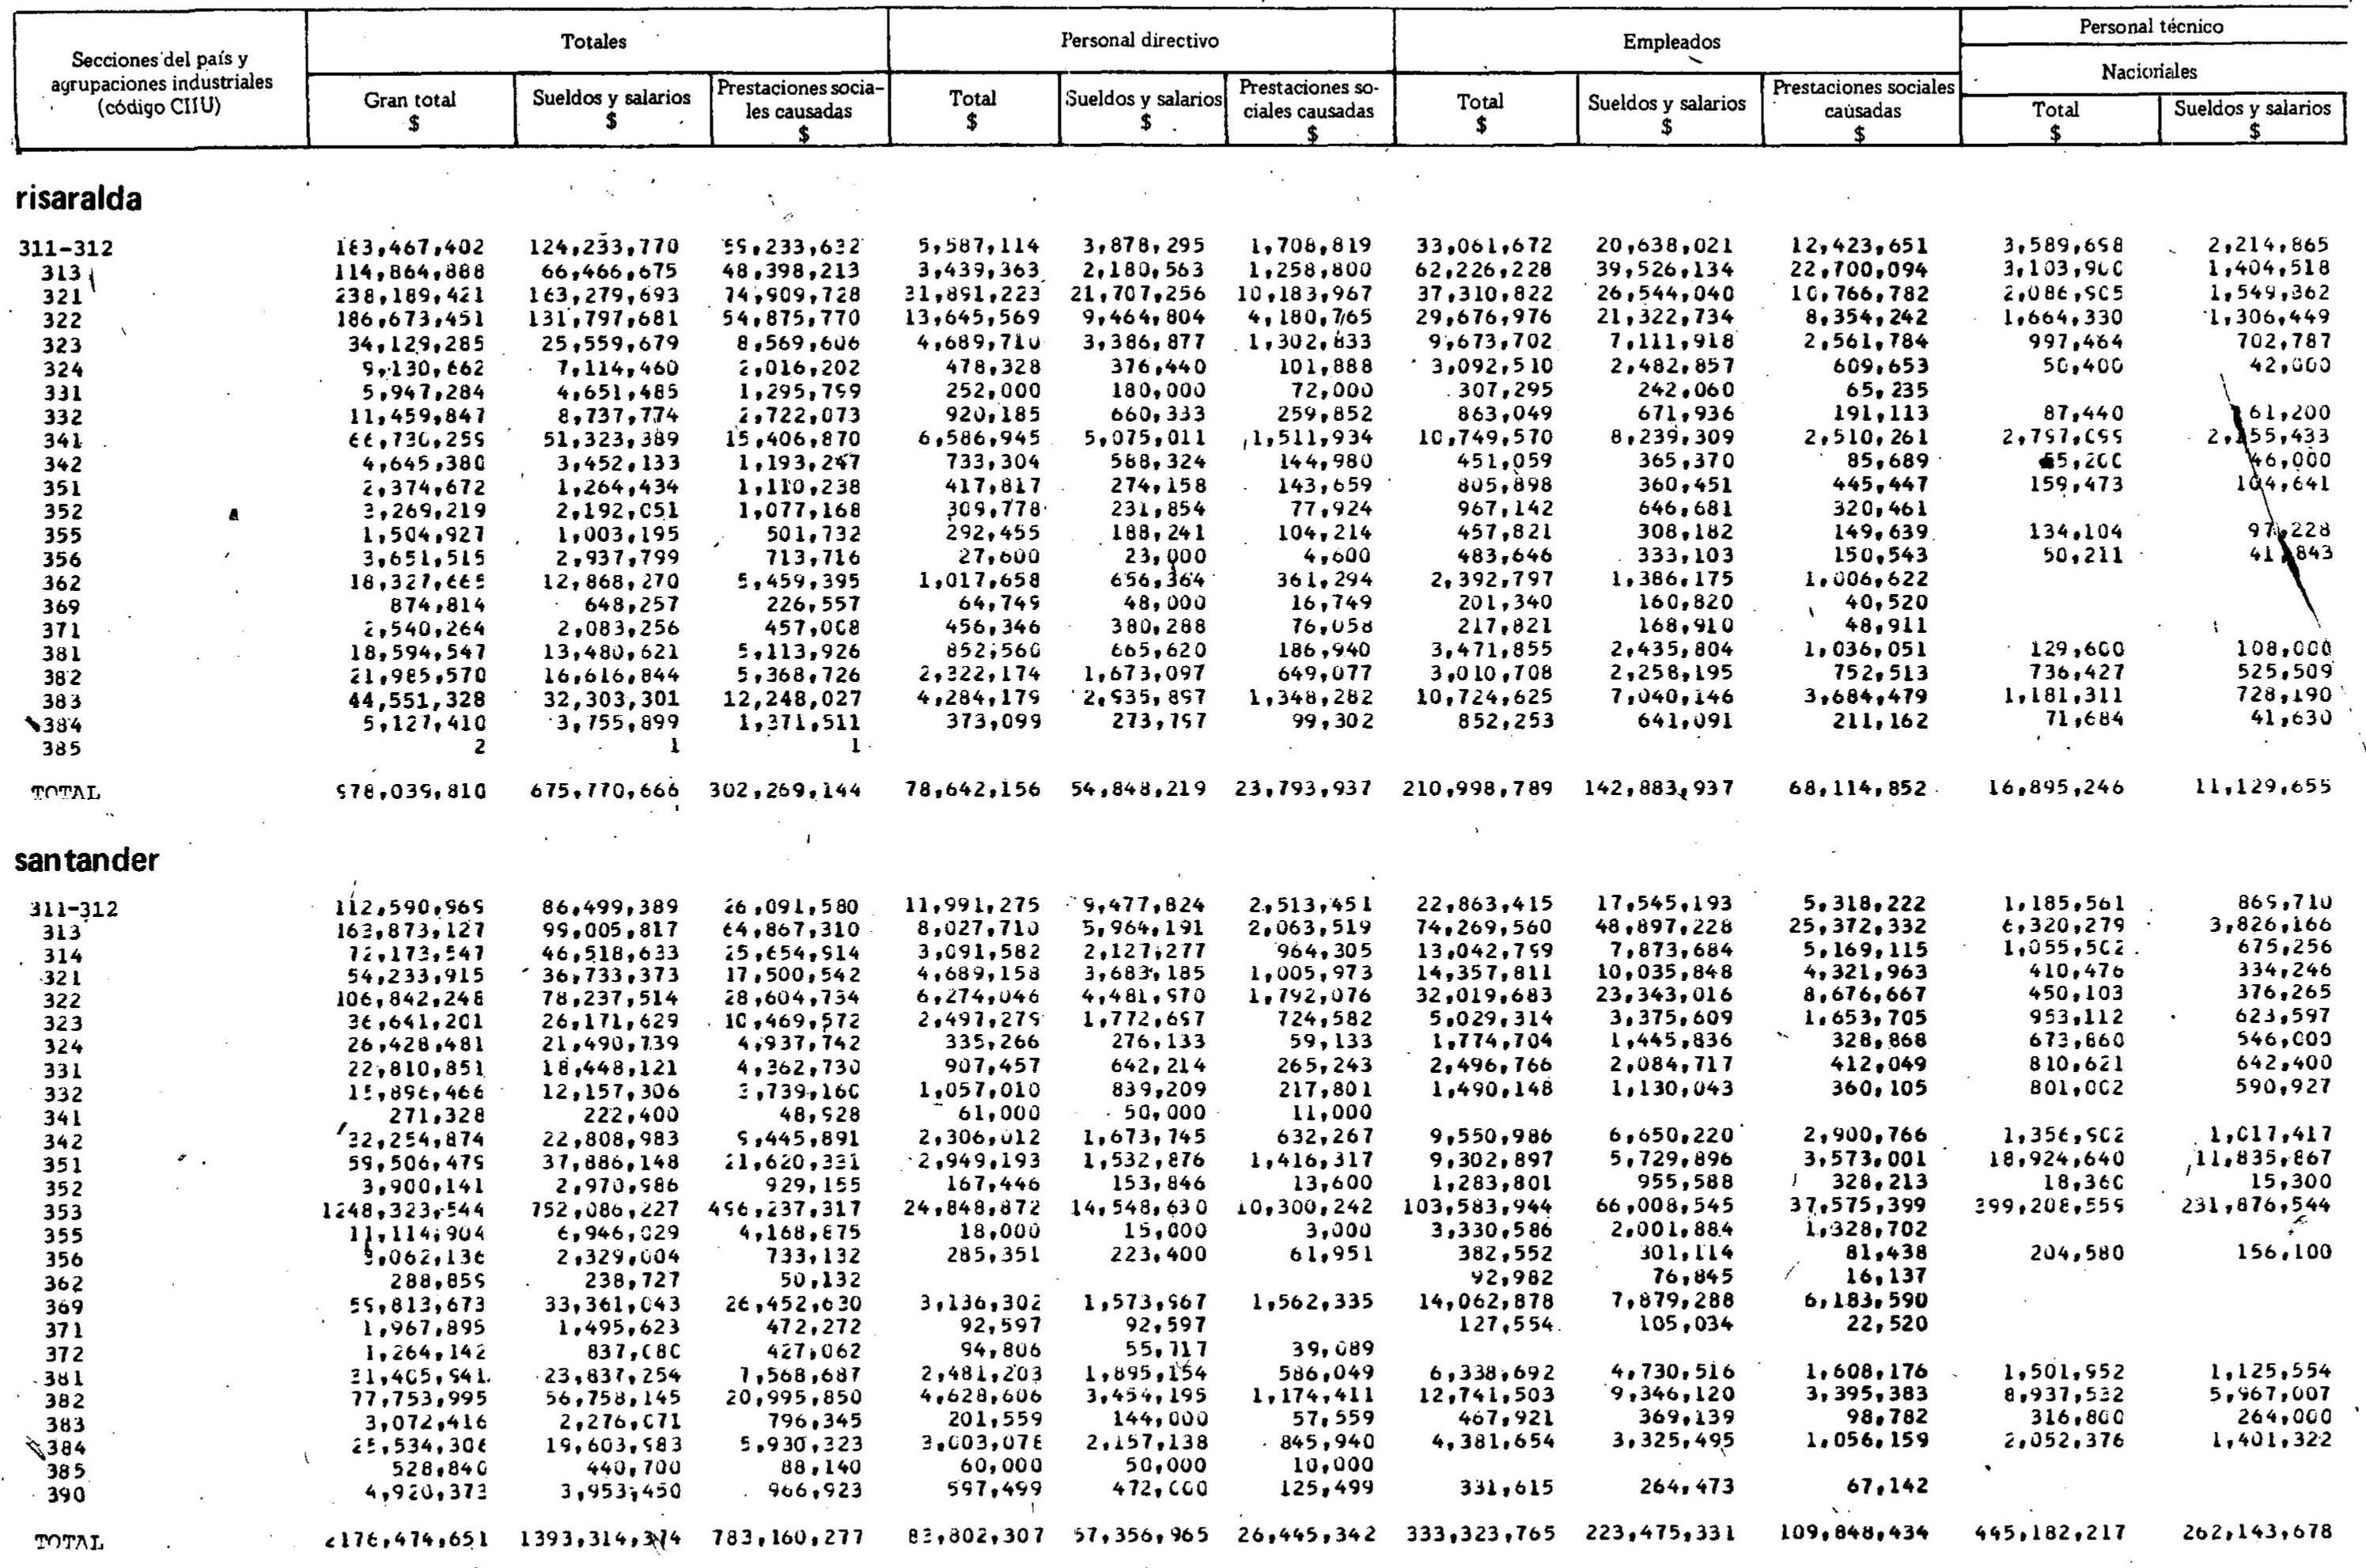 Secciones del país y agrupaciones industriales (código CIIU)
Totales
Personal directivo
Empleados
Personal técnico
Nacionales
Gran total $
Sueldos y salarios $
Prestaciones sociales causadas $
Total $
Sueldos y salarios $
Prestaciones sociales causadas $
Total $
Sueldos y salarios $
Prestaciones sociales causadas $
Total $
Sueldos y salarios $
risaralda
311-312 183,467,402 124,233,770 59,233,632 5,587,114 3,878,295 1,708,819 33,061,672 20,638,021 12,423,651 3,589,698 2,214,865
313 114,864,888 66,466,675 48,398,213 3,439,363 2,180,563 1,258,800 62,226,228 39,526,134 22,700,094 3,103,900 1,404,518
321 238,189,421 163,279,693 74,909,728 31,891,223 21,707,256 10,183,967 37,310,822 26,544,040 10,766,782 2,086,905 1,549,362
322 186,673,451 131,797,681 54,875,770 13,645,569 9,464,804 4,180,765 29,676,976 21,322,734 8,354,242 1,664,330 1,306,449
323 34,129,285 25,559,679 8,569,606 4,689,710 3,386,877 1,302,833 9,673,702 7,111,918 2,561,784 997,464 702,787
324 9,130,662 7,114,460 2,016,202 478,328 376,440 101,888 3,092,510 2,482,857 609,653 50,400 42,000
331 5,947,284 4,651,485 1,295,799 252,000 180,000 72,000 307,295 242,060 65,235
332 11,459,847 8,737,774 2,722,073 920,185 660,333 259,852 863,049 671,936 191,113 87,440 61,200
341 66,730,259 51,323,389 15,406,870 6,586,945 5,075,011 1,511,934 10,749,570 8,239,309 2,510,261 2,797,099 2,155,433
342 4,645,380 3,452,133 1,193,247 733,304 588,324 144,980 451,059 365,370 85,689 55,200 46,000
351 2,374,672 1,264,434 1,110,238 417,817 274,158 143,659 805,898 360,451 445,447 159,473 104,641
352 3,269,219 2,192,051 1,077,168 309,778 231,854 77,924 967,142 646,681 320,461
355 1,504,927 1,003,195 501,732 292,455 188,241 104,214 457,821 308,182 149,639 134,104 97,228
356 3,651,515 2,937,799 713,716 27,600 23,000 4,600 483,646 333,103 150,543 50,211 41,843
362 18,327,665 12,868,270 5,459,395 1,017,658 656,364 361,294 2,392,797 1,386,175 1,006,622
369 874,814 648,257 226,557 64,749 48,000 16,749 201,340 160,820 40,520
371 2,540,264 2,083,256 457,008 456,346 380,288 76,058 217,821 168,910 48,911
381 18,594,547 13,480,621 5,113,926 852,560 665,620 186,940 3,471,855 2,435,804 1,036,051 129,600 108,000
382 21,985,570 16,616,844 5,368,726 2,322,174 1,673,097 649,077 3,010,708 2,258,195 752,513 736,427 525,509
383 44,551,328 32,303,301 12,248,027 4,284,179 2,935,897 1,348,282 10,724,625 7,040,146 3,684,479 1,181,311 728,190
384 5,127,410 3,755,899 1,371,511 373,099 273,797 99,302 852,253 641,091 211,162 71,684 41,630
385 2 1 1
TOTAL 978,039,810 675,770,666 302,269,144 78,642,156 54,848,219 23,793,937 210,998,789 142,883,937 68,114,852 16,895,246 11,129,655
santander
311-312 112,590,969 86,499,389 26,091,580 11,991,275 9,477,824 2,513,451 22,863,415 17,545,193 5,318,222 1,185,561 869,710
313 163,873,127 99,005,817 64,867,310 8,027,710 5,964,191 2,063,519 74,269,560 48,897,228 25,372,332 6,320,279 3,826,166
314 72,173,547 46,518,633 25,654,914 3,091,582 2,127,277 964,305 13,042,799 7,873,684 5,169,115 1,055,502 675,256
321 54,233,915 36,733,373 17,500,542 4,689,158 3,683,185 1,005,973 14,357,811 10,035,848 4,321,963 410,476 334,246
322 106,842,248 78,237,514 28,604,734 6,274,046 4,481,970 1,792,076 32,019,683 23,343,016 8,676,667 450,103 376,265
323 36,641,201 26,171,629 10,469,572 2,497,279 1,772,697 724,582 5,029,314 3,375,609 1,653,705 953,112 623,597
324 26,428,481 21,490,739 4,937,742 335,266 276,133 59,133 1,774,704 1,445,836 328,868 673,860 546,000
331 22,810,851 18,448,121 4,362,730 907,457 642,214 265,243 2,496,766 2,084,717 412,049 810,621 642,400
332 15,896,466 12,157,306 3,739,160 1,057,010 839,209 217,801 1,490,148 1,130,043 360,105 801,002 590,927
341 271,328 222,400 48,928 61,000 50,000 11,000
342 32,254,874 22,808,983 9,445,891 2,306,012 1,673,745 632,267 9,550,986 6,650,220 2,900,766 1,356,902 1,017,417
351 59,506,479 37,886,148 21,620,331 2,949,193 1,532,876 1,416,317 9,302,897 5,729,896 3,573,001 18,924,640 11,835,867
352 3,900,141 2,970,986 929,155 167,446 153,846 13,600 1,283,801 955,588 328,213 18,360 15,300
353 1248,323,544 752,086,227 496,237,317 24,848,872 14,548,630 10,300,242 103,583,944 66,008,545 37,575,399 399,208,559 231,876,544
355 11,114,904 6,946,029 4,168,875 18,000 15,000 3,000 3,330,586 2,001,884 1,328,702
356 3,062,136 2,329,004 733,132 285,351 223,400 61,951 382,552 301,114 81,438 204,580 156,100
362 288,859 238,727 50,132 92,982 76,845 16,137
369 59,813,673 33,361,043 26,452,630 3,136,302 1,573,967 1,562,335 14,062,878 7,879,288 6,183,590
371 1,967,895 1,495,623 472,272 92,597 92,597 127,554 105,034 22,520
372 1,264,142 837,080 427,062 94,806 55,717 39,089
381 31,405,941 23,837,254 7,568,687 2,481,203 1,895,154 586,049 6,338,692 4,730,516 1,608,176 1,501,952 1,125,554
382 77,753,995 56,758,145 20,995,850 4,628,606 3,454,195 1,174,411 12,741,503 9,346,120 3,395,383 8,937,532 5,967,007
383 3,072,416 2,276,071 796,345 201,559 144,000 57,559 467,921 369,139 98,782 316,800 264,000
384 25,534,306 19,603,983 5,930,323 3,003,078 2,157,138 845,940 4,381,654 3,325,495 1,056,159 2,052,376 1,401,322
385 528,840 440,700 88,140 60,000 50,000 10,000
390 4,920,373 3,953,450 966,923 597,499 472,000 125,499 331,615 264,473 67,142
TOTAL 2176,474,651 1393,314,374 783,160,277 83,802,307 57,356,965 26,445,342 333,323,765 223,475,331 109,848,434 445,182,217 262,143,678